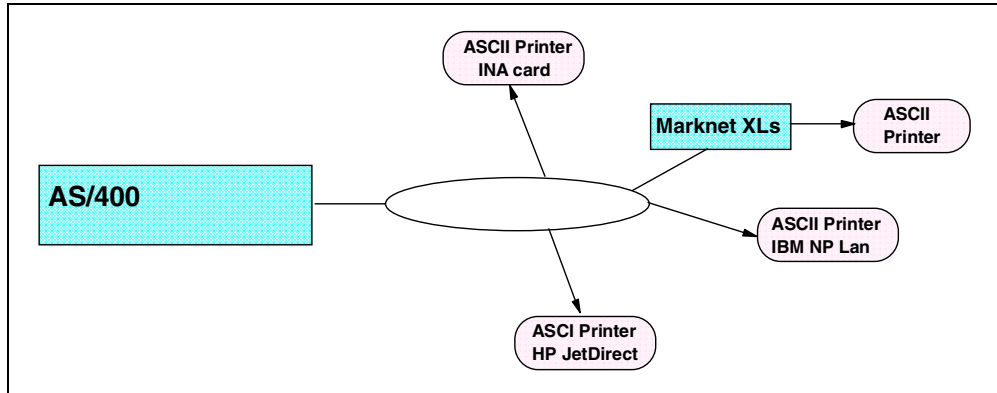 ASCII Printer
INA card
Marknet XLs
ASCII
Printer
AS/400
ASCII Printer
IBM NP Lan
ASCI Printer
HP JetDirect